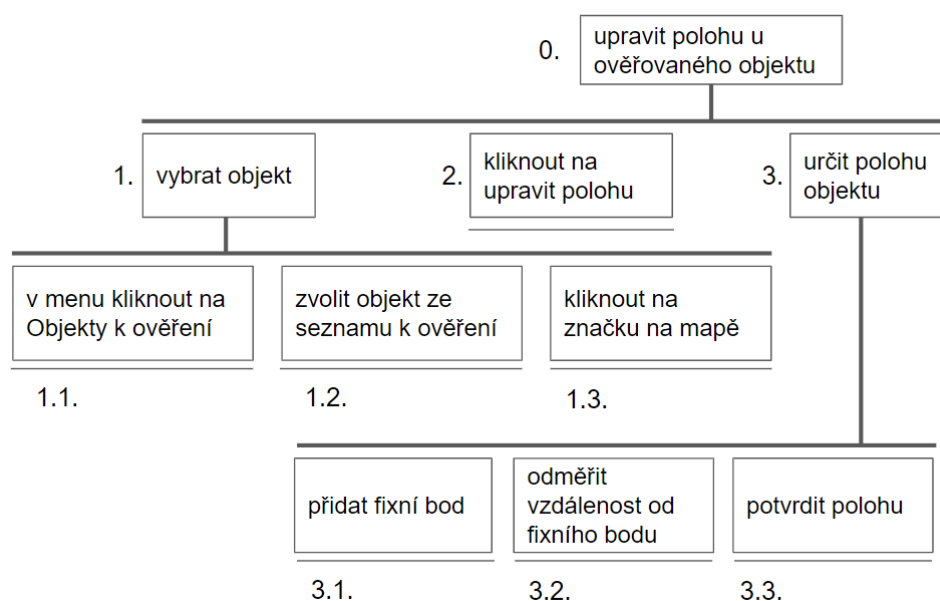 0.
upravit polohu u
ověřovaného objektu
1.
vybrat objekt
2.
kliknout na
upravit polohu
3.
určit polohu
objektu
v menu kliknout na
Objekty k ověření
1.1.
zvolit objekt ze
seznamu k ověření
1.2.
kliknout na
značku na mapě
1.3.
přidat fixní bod
3.1.
odměřit
vzdálenost od
fixního bodu
3.2.
potvrdit polohu
3.3.